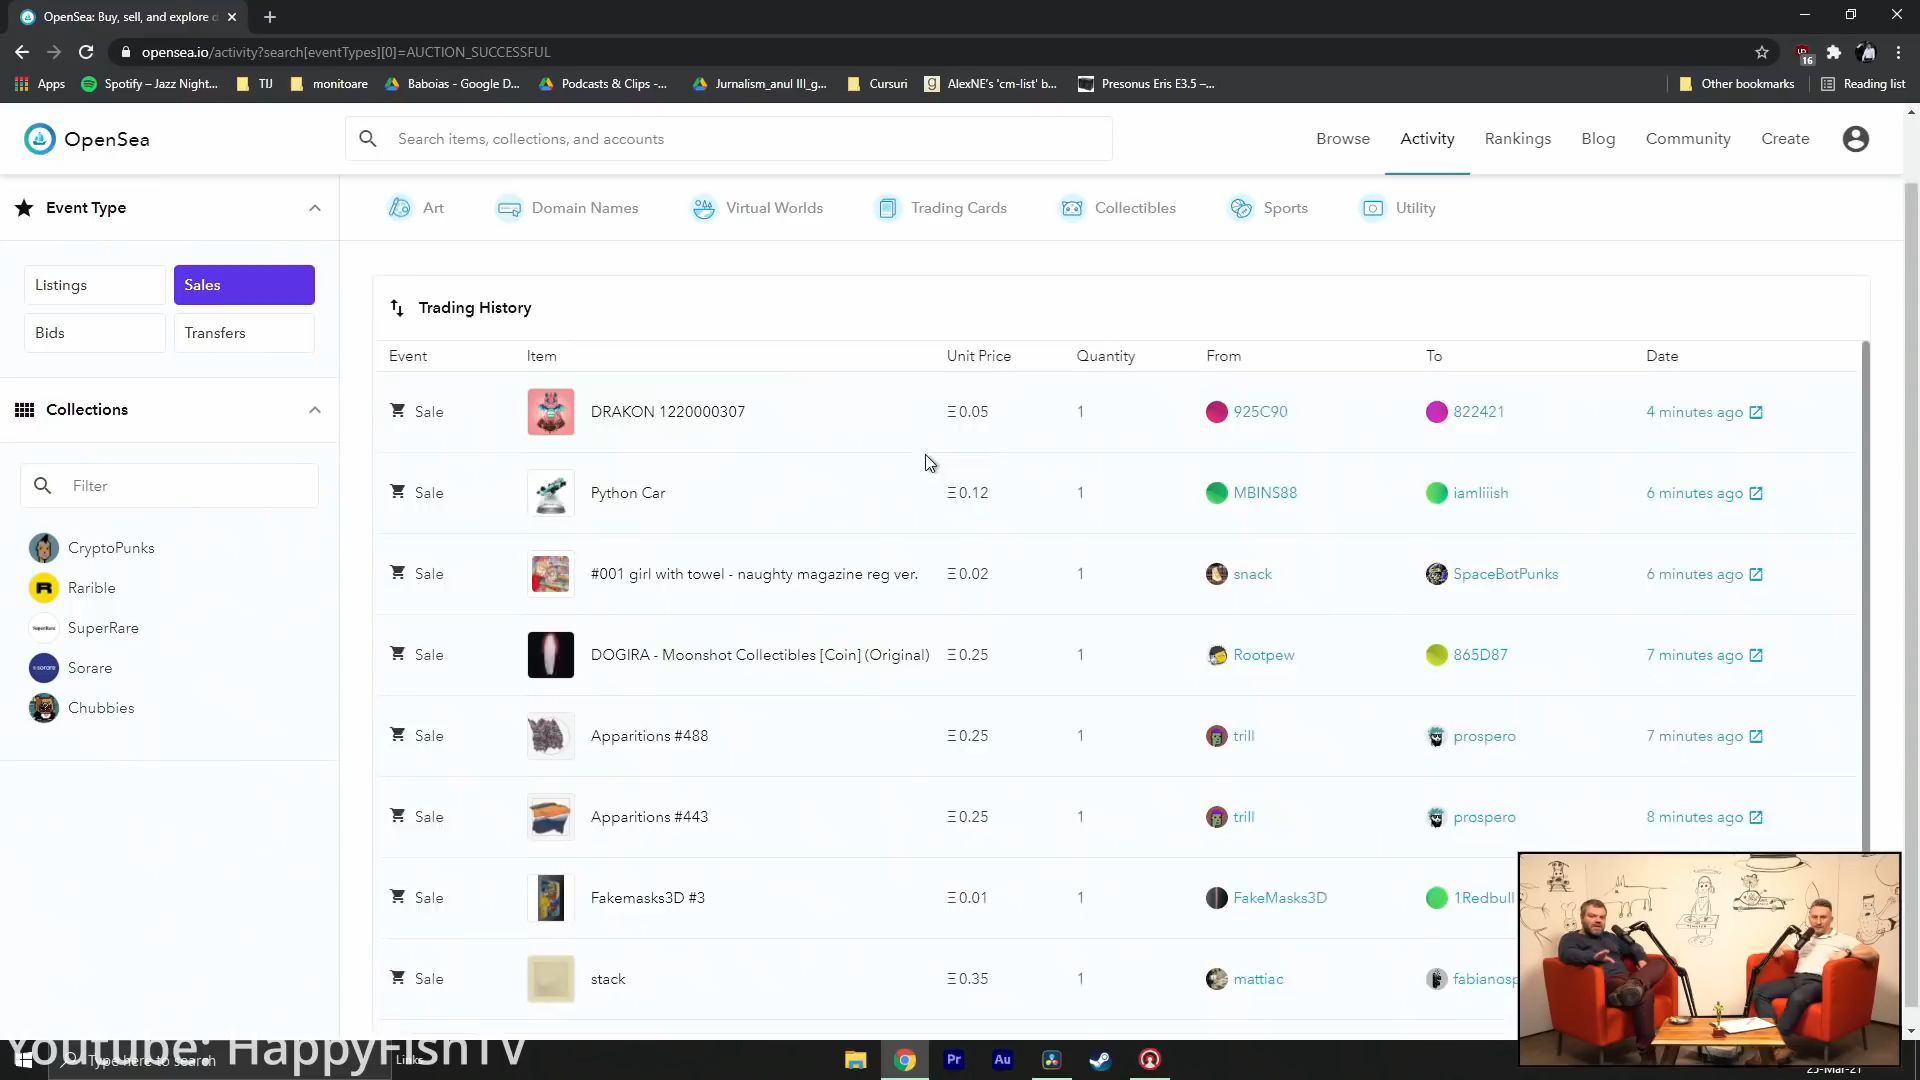 OpenSea: Buy, sell, and explore d
opensea.io/activity?search[eventTypes][0]=AUCTION_SUCCESSFUL
16
Apps Spotify – Jazz Night... TIJ monitoare Baboias - Google D... Podcasts & Clips -... Jurnalism_anul III_g... Cursuri AlexNE's 'cm-list' b... Presonus Eris E3.5 –... Other bookmarks Reading list
OpenSea Search items, collections, and accounts Browse Activity Rankings Blog Community Create
Event Type Art Domain Names Virtual Worlds Trading Cards Collectibles Sports Utility
Listings Sales
Bids Transfers
Collections
Filter
CryptoPunks
Rarible
SuperRare
Sorare
Chubbies
Trading History
Event Item Unit Price Quantity From To Date
Sale DRAKON 1220000307 Ξ 0.05 1 925C90 822421 4 minutes ago
Sale Python Car Ξ 0.12 1 MBINS88 iamliiish 6 minutes ago
Sale #001 girl with towel - naughty magazine reg ver. Ξ 0.02 1 snack SpaceBotPunks 6 minutes ago
Sale DOGIRA - Moonshot Collectibles [Coin] (Original) Ξ 0.25 1 Rootpew 865D87 7 minutes ago
Sale Apparitions #488 Ξ 0.25 1 trill prospero 7 minutes ago
Sale Apparitions #443 Ξ 0.25 1 trill prospero 8 minutes ago
Sale Fakemasks3D #3 Ξ 0.01 1 FakeMasks3D 1Redbull
Sale stack Ξ 0.35 1 mattiac fabianosp
Youtube: HappyFishTV
Type here to search Links Pr Au
25-Mar-21